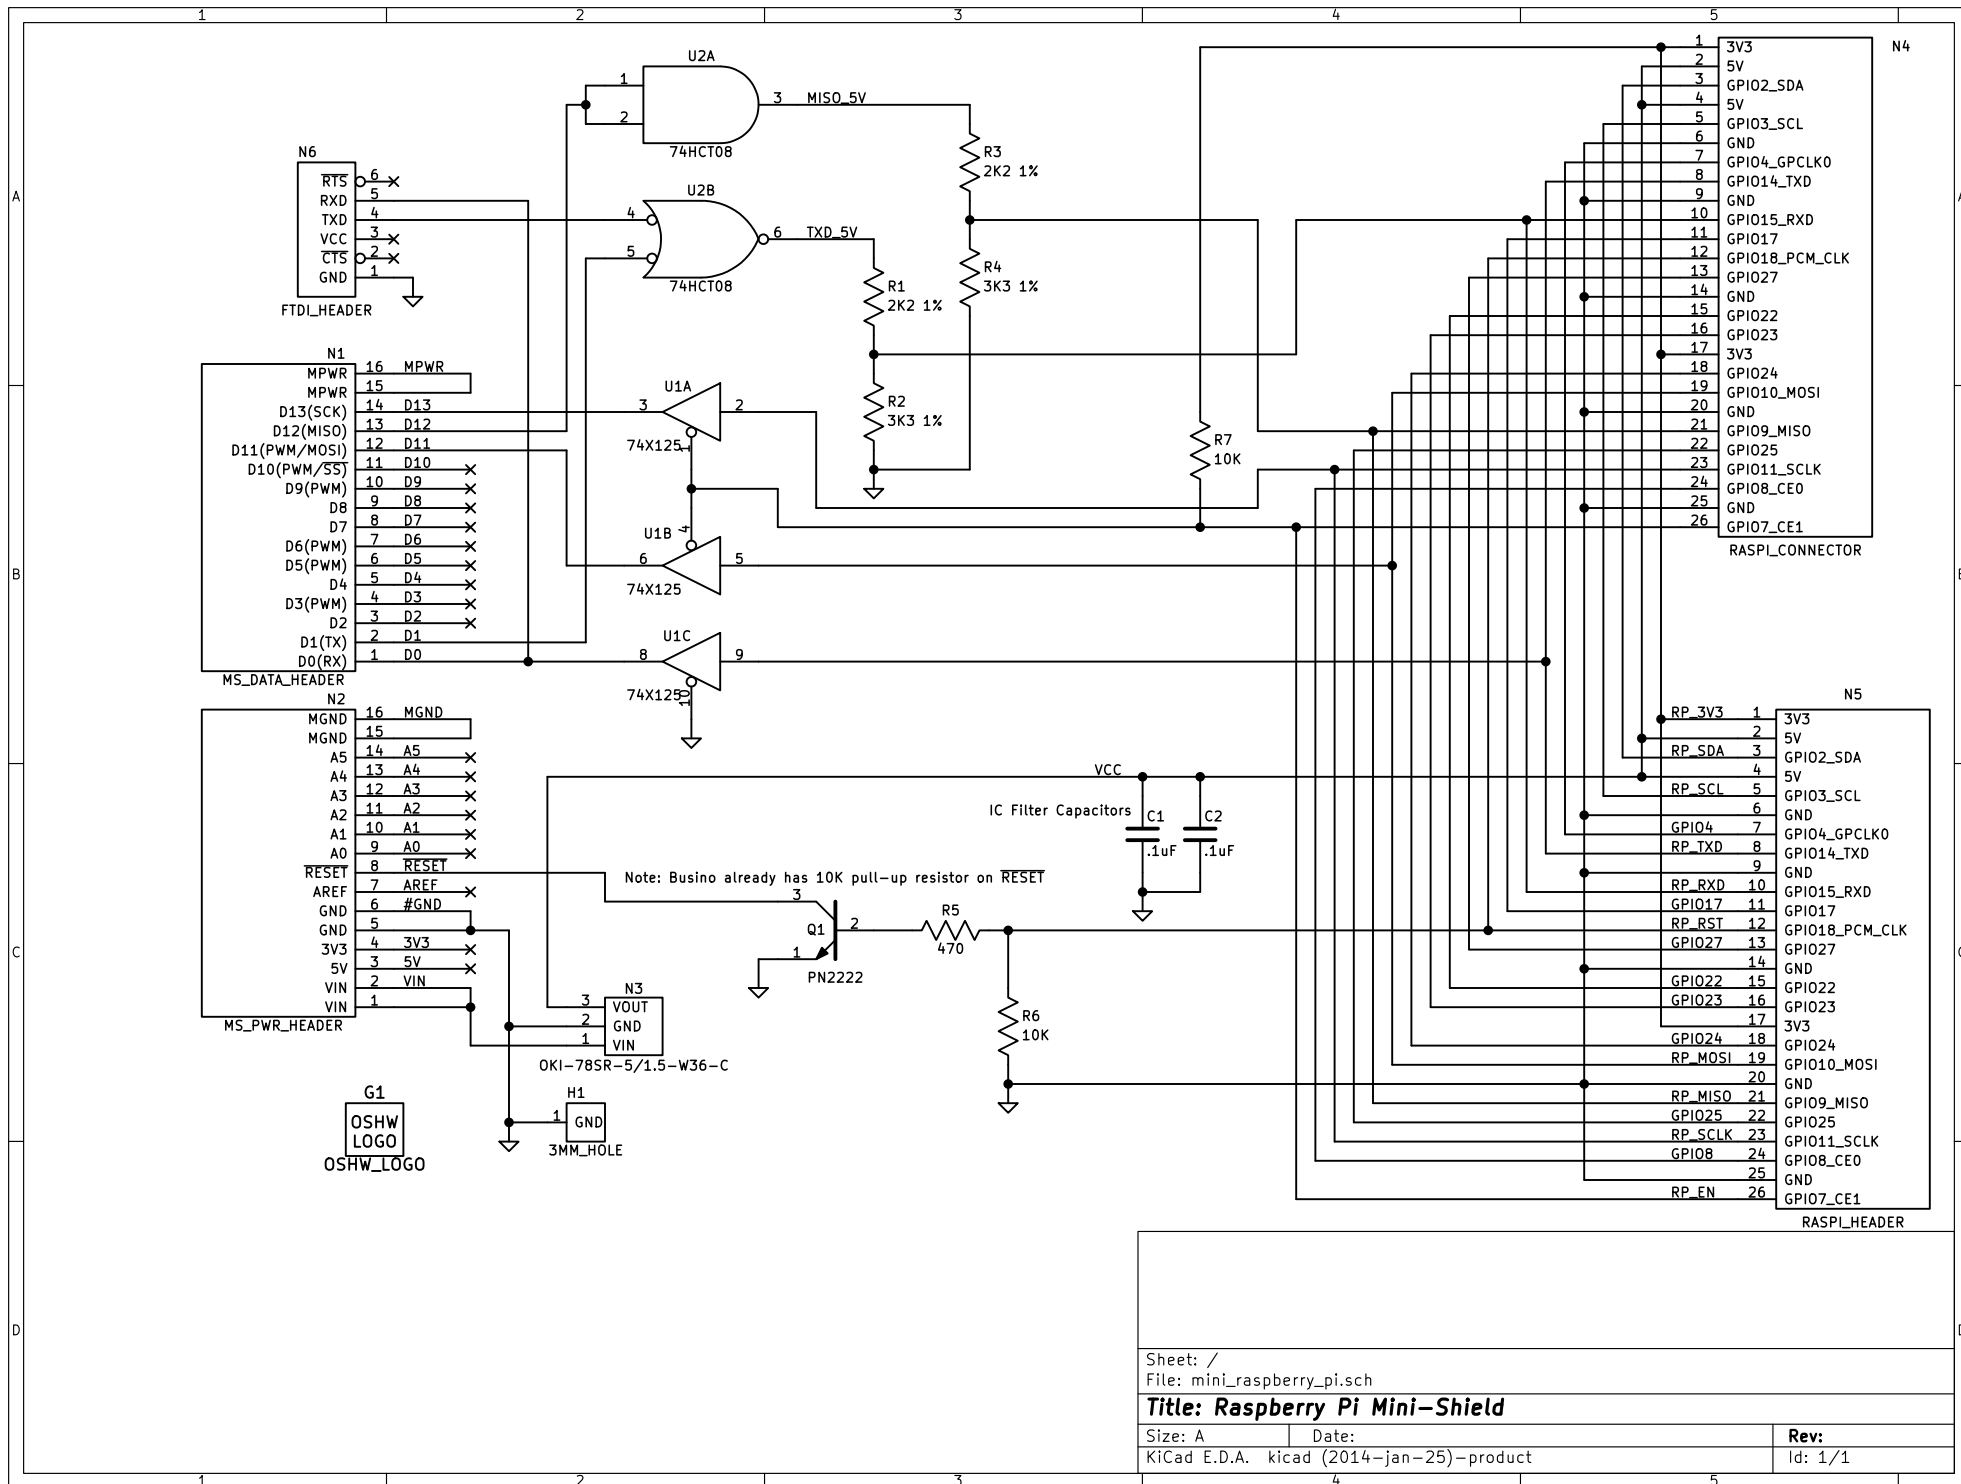 1 2 3 4 5
A
B
C
D
A
B
C
D
U2A
1
2
3 MISO_5V
74HCT08
U2B
4
5
6 TXD_5V
74HCT08
N6
RTS 6
RXD 5
TXD 4
VCC 3
CTS 2
GND 1
FTDI_HEADER
R3
2K2 1%
R4
3K3 1%
R1
2K2 1%
R2
3K3 1%
N1
MPWR 16 MPWR
MPWR 15
D13(SCK) 14 D13
D12(MISO) 13 D12
D11(PWM/MOSI) 12 D11
D10(PWM/SS) 11 D10
D9(PWM) 10 D9
D8 9 D8
D7 8 D7
D6(PWM) 7 D6
D5(PWM) 6 D5
D4 5 D4
D3(PWM) 4 D3
D2 3 D2
D1(TX) 2 D1
D0(RX) 1 D0
MS_DATA_HEADER
U1A
3 2
74X125
1
U1B
4
6 5
74X125
U1C
8 9
74X125
10
R7
10K
N4
1 3V3
2 5V
3 GPIO2_SDA
4 5V
5 GPIO3_SCL
6 GND
7 GPIO4_GPCLK0
8 GPIO14_TXD
9 GND
10 GPIO15_RXD
11 GPIO17
12 GPIO18_PCM_CLK
13 GPIO27
14 GND
15 GPIO22
16 GPIO23
17 3V3
18 GPIO24
19 GPIO10_MOSI
20 GND
21 GPIO9_MISO
22 GPIO25
23 GPIO11_SCLK
24 GPIO8_CE0
25 GND
26 GPIO7_CE1
RASPI_CONNECTOR
N2
MGND 16 MGND
MGND 15
A5 14 A5
A4 13 A4
A3 12 A3
A2 11 A2
A1 10 A1
A0 9 A0
RESET 8 RESET
AREF 7 AREF
GND 6 #GND
GND 5
3V3 4 3V3
5V 3 5V
VIN 2 VIN
VIN 1
MS_PWR_HEADER
VCC
IC Filter Capacitors
C1
.1uF
C2
.1uF
Note: Busino already has 10K pull-up resistor on RESET
3
Q1 2
1
PN2222
R5
470
R6
10K
N3
3 VOUT
2 GND
1 VIN
OKI-78SR-5/1.5-W36-C
H1
1 GND
3MM_HOLE
G1
OSHW
LOGO
OSHW_LOGO
N5
RP_3V3 1 3V3
2 5V
RP_SDA 3 GPIO2_SDA
4 5V
RP_SCL 5 GPIO3_SCL
6 GND
GPIO4 7 GPIO4_GPCLK0
RP_TXD 8 GPIO14_TXD
9 GND
RP_RXD 10 GPIO15_RXD
GPIO17 11 GPIO17
RP_RST 12 GPIO18_PCM_CLK
GPIO27 13 GPIO27
14 GND
GPIO22 15 GPIO22
GPIO23 16 GPIO23
17 3V3
GPIO24 18 GPIO24
RP_MOSI 19 GPIO10_MOSI
20 GND
RP_MISO 21 GPIO9_MISO
GPIO25 22 GPIO25
RP_SCLK 23 GPIO11_SCLK
GPIO8 24 GPIO8_CE0
25 GND
RP_EN 26 GPIO7_CE1
RASPI_HEADER
Sheet: /
File: mini_raspberry_pi.sch
Title: Raspberry Pi Mini-Shield
Size: A Date: Rev:
KiCad E.D.A. kicad (2014-jan-25)-product Id: 1/1
1 2 3 4 5